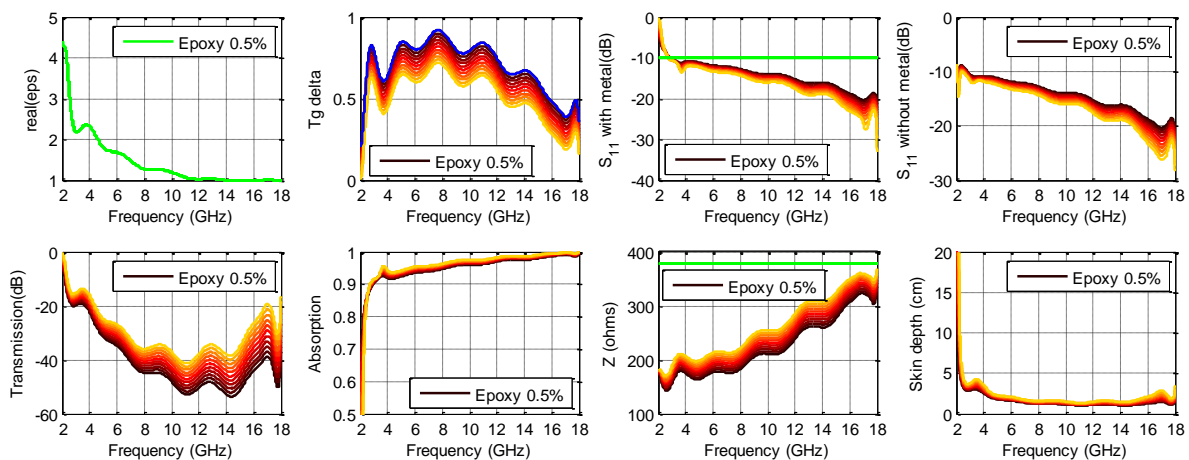 real(eps)
5
4
3
2
1
Epoxy 0.5%
2 4 6 8 10 12 14 16 18
Frequency (GHz)
Tg delta
1
0.5
0
Epoxy 0.5%
2 4 6 8 10 12 14 16 18
Frequency (GHz)
S11 with metal(dB)
0
-10
-20
-30
-40
Epoxy 0.5%
2 4 6 8 10 12 14 16 18
Frequency (GHz)
S11 without metal(dB)
0
-10
-20
-30
Epoxy 0.5%
2 4 6 8 10 12 14 16 18
Frequency (GHz)
Transmission(dB)
0
-20
-40
-60
Epoxy 0.5%
2 4 6 8 10 12 14 16 18
Frequency (GHz)
Absorption
1
0.9
0.8
0.7
0.6
0.5
Epoxy 0.5%
2 4 6 8 10 12 14 16 18
Frequency (GHz)
Z (ohms)
400
300
200
100
Epoxy 0.5%
2 4 6 8 10 12 14 16 18
Frequency (GHz)
Skin depth (cm)
20
15
10
5
0
Epoxy 0.5%
2 4 6 8 10 12 14 16 18
Frequency (GHz)